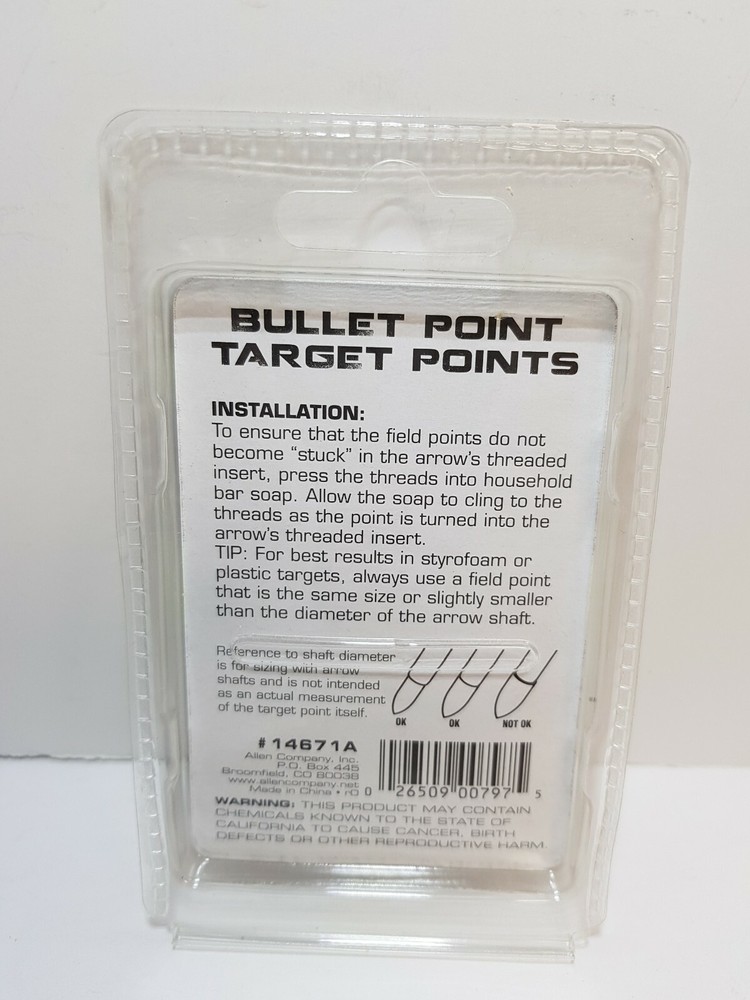 BULLET POINT
TARGET POINTS
INSTALLATION:
To ensure that the field points do not
become “stuck” in the arrow's threaded
insert, press the threads into household
bar soap. Allow the soap to cling to the
threads as the point is turned into the
arrow's threaded insert.
TIP: For best results in styrofoam or
plastic targets, always use a field point
that is the same size or slightly smaller
than the diameter of the arrow shaft.
Reference to shaft diameter
is for sizing with arrow
shafts and is not intended
as an actual measurement
of the target point itself.
OK OK NOT OK
#14671A
Allen Company, Inc.
P.O. Box 445
Broomfield, CO 80038
www.allencompany.net
Made in China • r0
0 26509 00797 5
WARNING: THIS PRODUCT MAY CONTAIN
CHEMICALS KNOWN TO THE STATE OF
CALIFORNIA TO CAUSE CANCER, BIRTH
DEFECTS OR OTHER REPRODUCTIVE HARM.